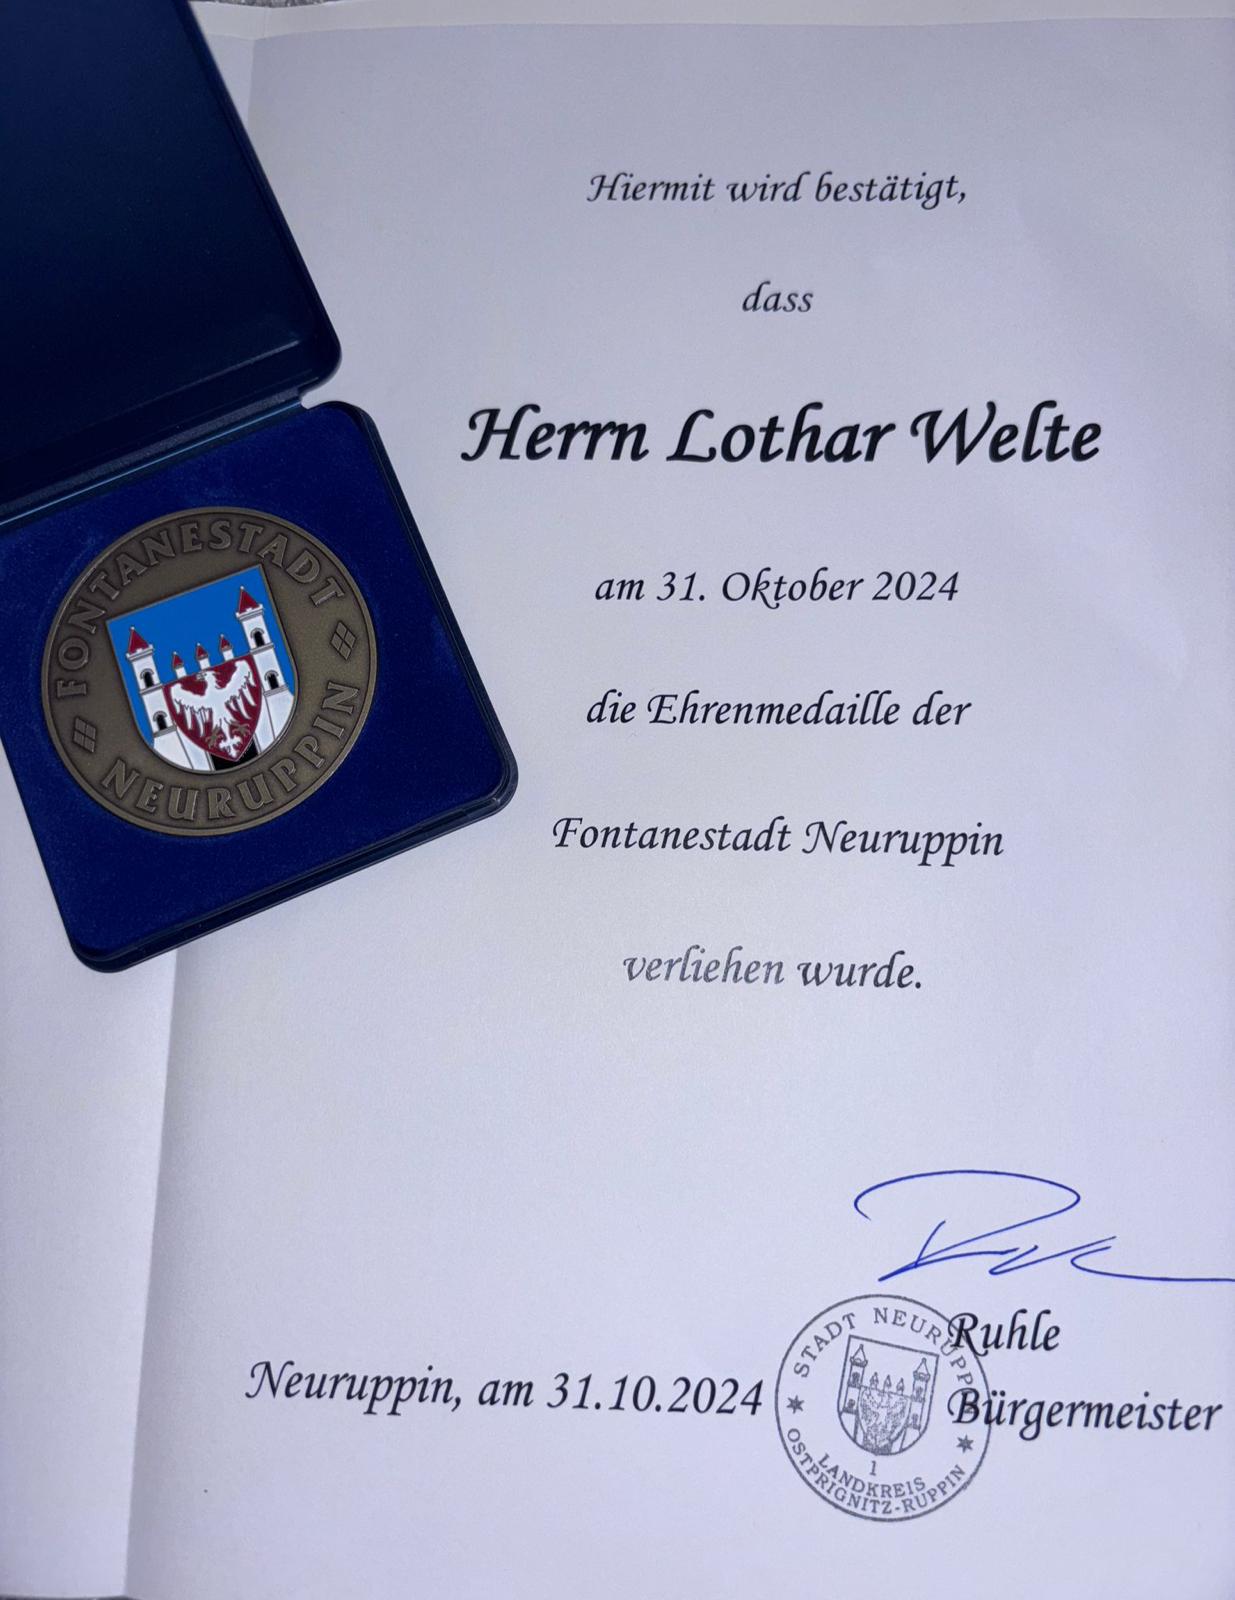 Hiermit wird bestätigt,
dass
Herrn Lothar Welte
am 31. Oktober 2024
die Ehrenmedaille der
Fontanestadt Neuruppin
verliehen wurde.
FONTANESTADT
NEURUPPIN
Ruhle
Neuruppin, am 31.10.2024
Bürgermeister
STADT NEURUPPIN
1
LANDKREIS
OSTPRIGNITZ-RUPPIN